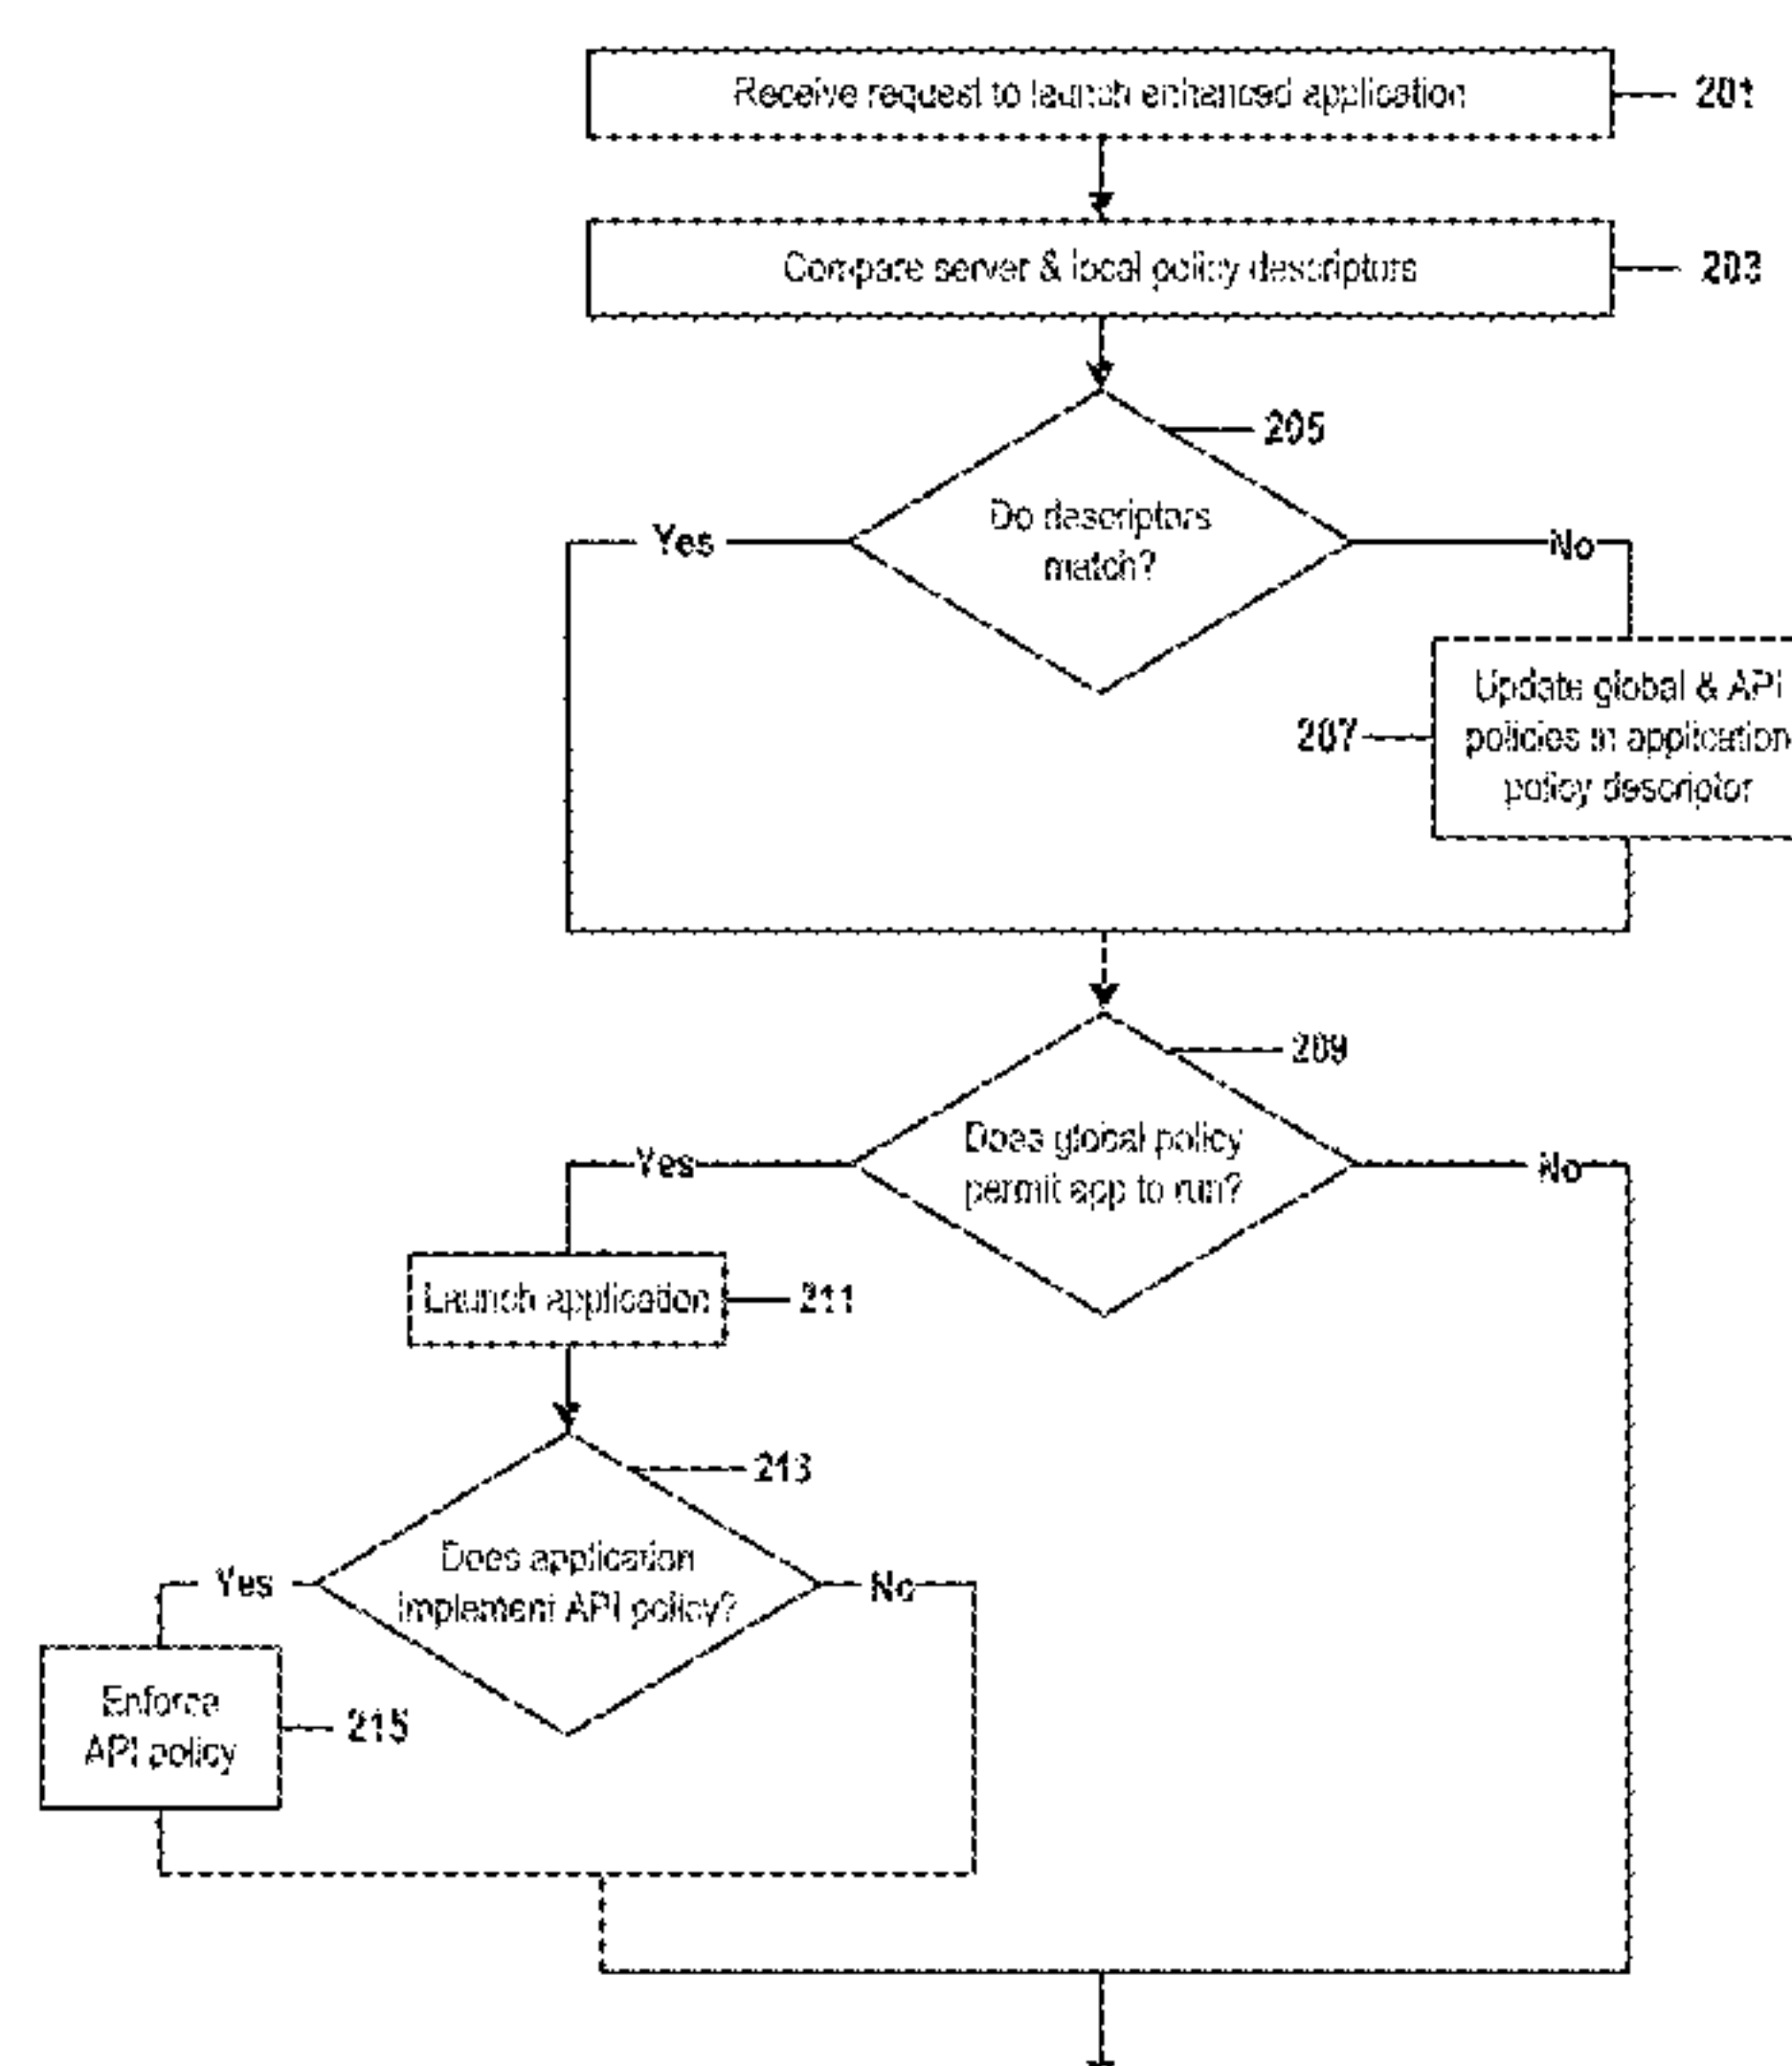 Receive request to launch enhanced application
201
Compare server & local policy descriptors
203
205
Do descriptors
match?
Yes
No
Update global & API
policies in application
policy descriptor
207
209
Does global policy
permit app to run?
Yes
No
Launch application
211
213
Does application
implement API policy?
Yes
No
Enforce
API policy
215